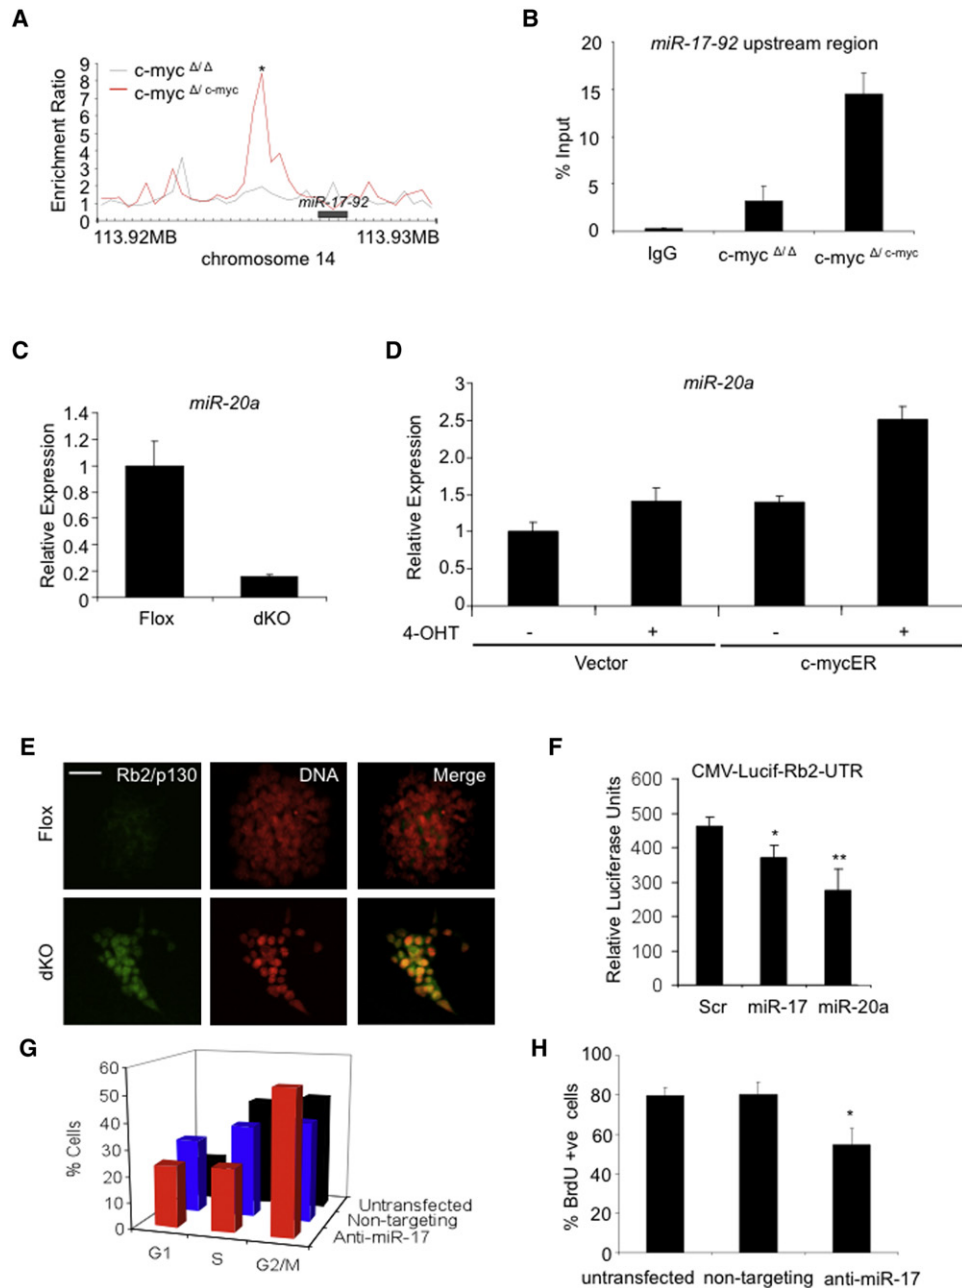 A
c-myc Δ/Δ
c-myc Δ/c-myc
*
Enrichment Ratio
9
8
7
6
5
4
3
2
1
0
miR-17-92
113.92MB
113.93MB
chromosome 14
B
miR-17-92 upstream region
% Input
20
15
10
5
0
IgG
c-myc Δ/Δ
c-myc Δ/c-myc
C
miR-20a
Relative Expression
1.4
1.2
1
0.8
0.6
0.4
0.2
0
Flox
dKO
D
miR-20a
Relative Expression
3
2.5
2.0
1.5
1
0.5
0
4-OHT - + - +
Vector
c-mycER
E
Rb2/p130
DNA
Merge
Flox
dKO
F
CMV-Lucif-Rb2-UTR
Relative Luciferase Units
600
500
400
300
200
100
0
*
**
Scr
miR-17
miR-20a
G
% Cells
60
50
40
30
20
10
0
G1
S
G2/M
Untransfected
Non-targeting
Anti-miR-17
H
% BrdU +ve cells
100
80
60
40
20
0
*
untransfected
non-targeting
anti-miR-17